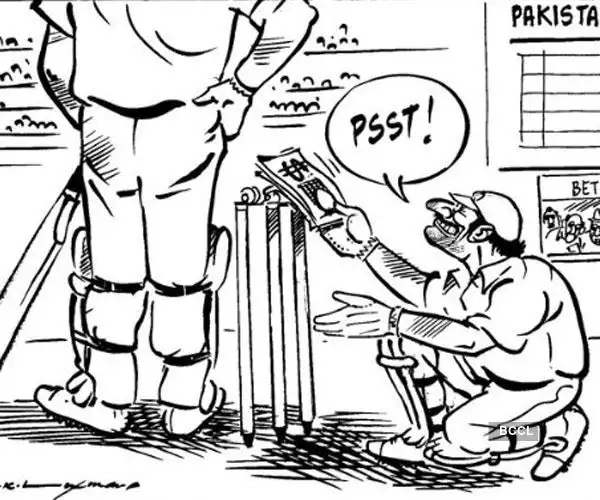 PAKISTA
PSST!
$
BET
BCCL